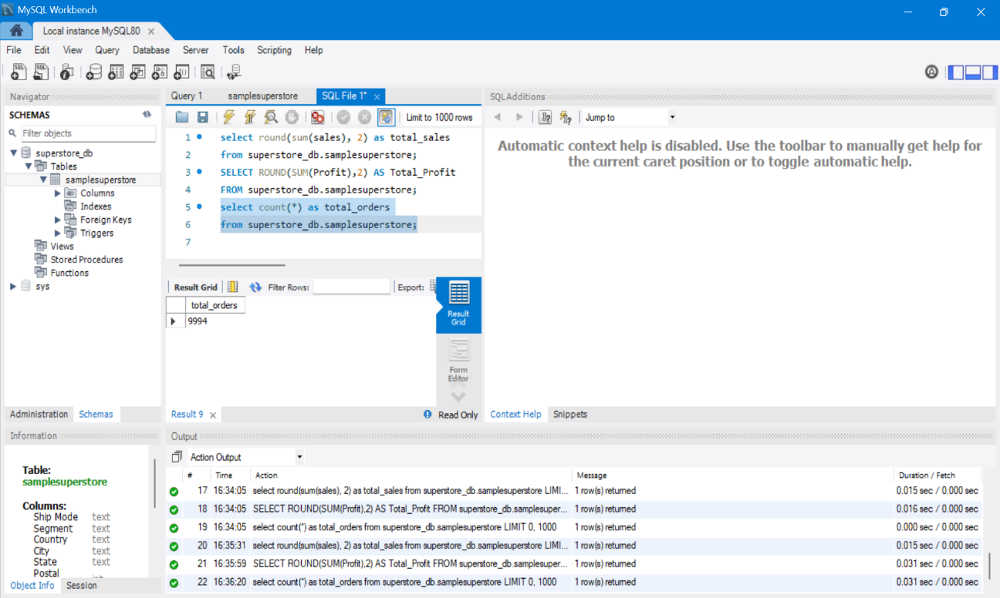 MySQL Workbench
Local instance MySQL80
File Edit View Query Database Server Tools Scripting Help
Navigator
SCHEMAS
Filter objects
superstore_db
Tables
samplesuperstore
Columns
Indexes
Foreign Keys
Triggers
Views
Stored Procedures
Functions
sys
Administration Schemas
Query 1 samplesuperstore SQL File 1*
Limit to 1000 rows
1 select round(sum(sales), 2) as total_sales
2 from superstore_db.samplesuperstore;
3 SELECT ROUND(SUM(Profit),2) AS Total_Profit
4 FROM superstore_db.samplesuperstore;
5 select count(*) as total_orders
6 from superstore_db.samplesuperstore;
7
Result Grid Filter Rows: Export:
total_orders
9994
Result
Grid
Form
Editor
Result 9 Read Only
SQLAdditions
Jump to
Automatic context help is disabled. Use the toolbar to manually get help for
the current caret position or to toggle automatic help.
Context Help Snippets
Information
Table:
samplesuperstore
Columns:
Ship Mode text
Segment text
Country text
City text
State text
Postal
Object Info Session
Output
Action Output
# Time Action Message Duration / Fetch
17 16:34:05 select round(sum(sales), 2) as total_sales from superstore_db.samplesuperstore LIMI... 1 row(s) returned 0.015 sec / 0.000 sec
18 16:34:05 SELECT ROUND(SUM(Profit),2) AS Total_Profit FROM superstore_db.samplesuper... 1 row(s) returned 0.016 sec / 0.000 sec
19 16:34:05 select count(*) as total_orders from superstore_db.samplesuperstore LIMIT 0, 1000 1 row(s) returned 0.000 sec / 0.000 sec
20 16:35:31 select round(sum(sales), 2) as total_sales from superstore_db.samplesuperstore LIMI... 1 row(s) returned 0.015 sec / 0.000 sec
21 16:35:59 SELECT ROUND(SUM(Profit),2) AS Total_Profit FROM superstore_db.samplesuper... 1 row(s) returned 0.031 sec / 0.000 sec
22 16:36:20 select count(*) as total_orders from superstore_db.samplesuperstore LIMIT 0, 1000 1 row(s) returned 0.031 sec / 0.000 sec